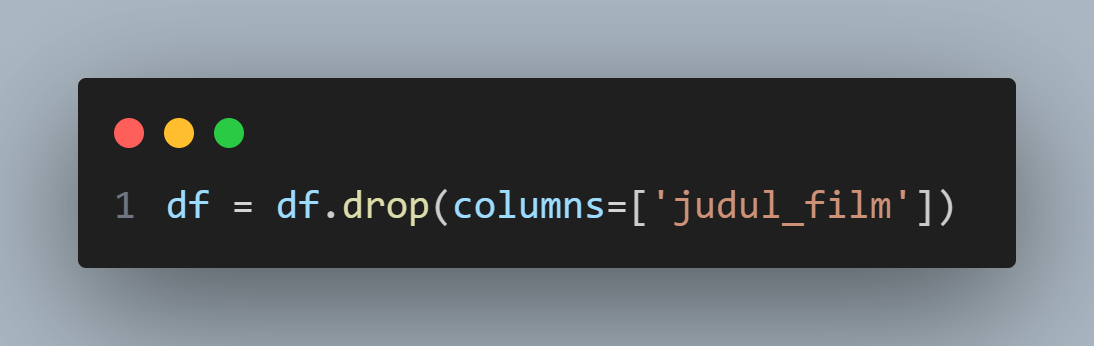 1 df = df.drop(columns=['judul_film'])